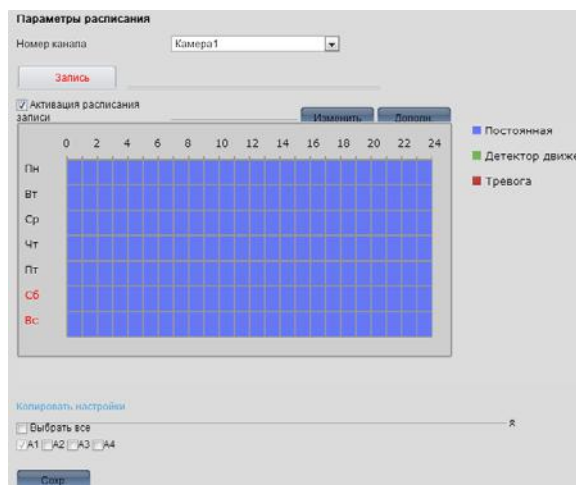 Параметры расписания
Номер канала Камера1
Запись
Активация расписания
записи
Изменить Дополн.
0 2 4 6 8 10 12 14 16 18 20 22 24
Постоянная
Детектор движе
Тревога
Пн
Вт
Ср
Чт
Пт
Сб
Вс
Копировать настройки
Выбрать все
A1 A2 A3 A4
Сохр